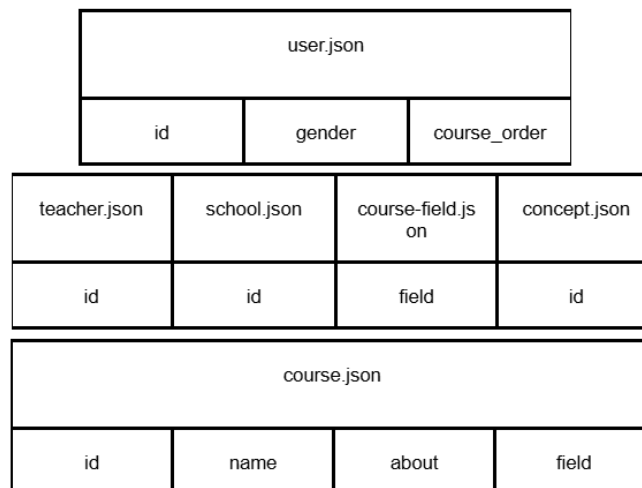 user.json
id gender course_order
teacher.json school.json course-field.js
on concept.json
id id field id
course.json
id name about field